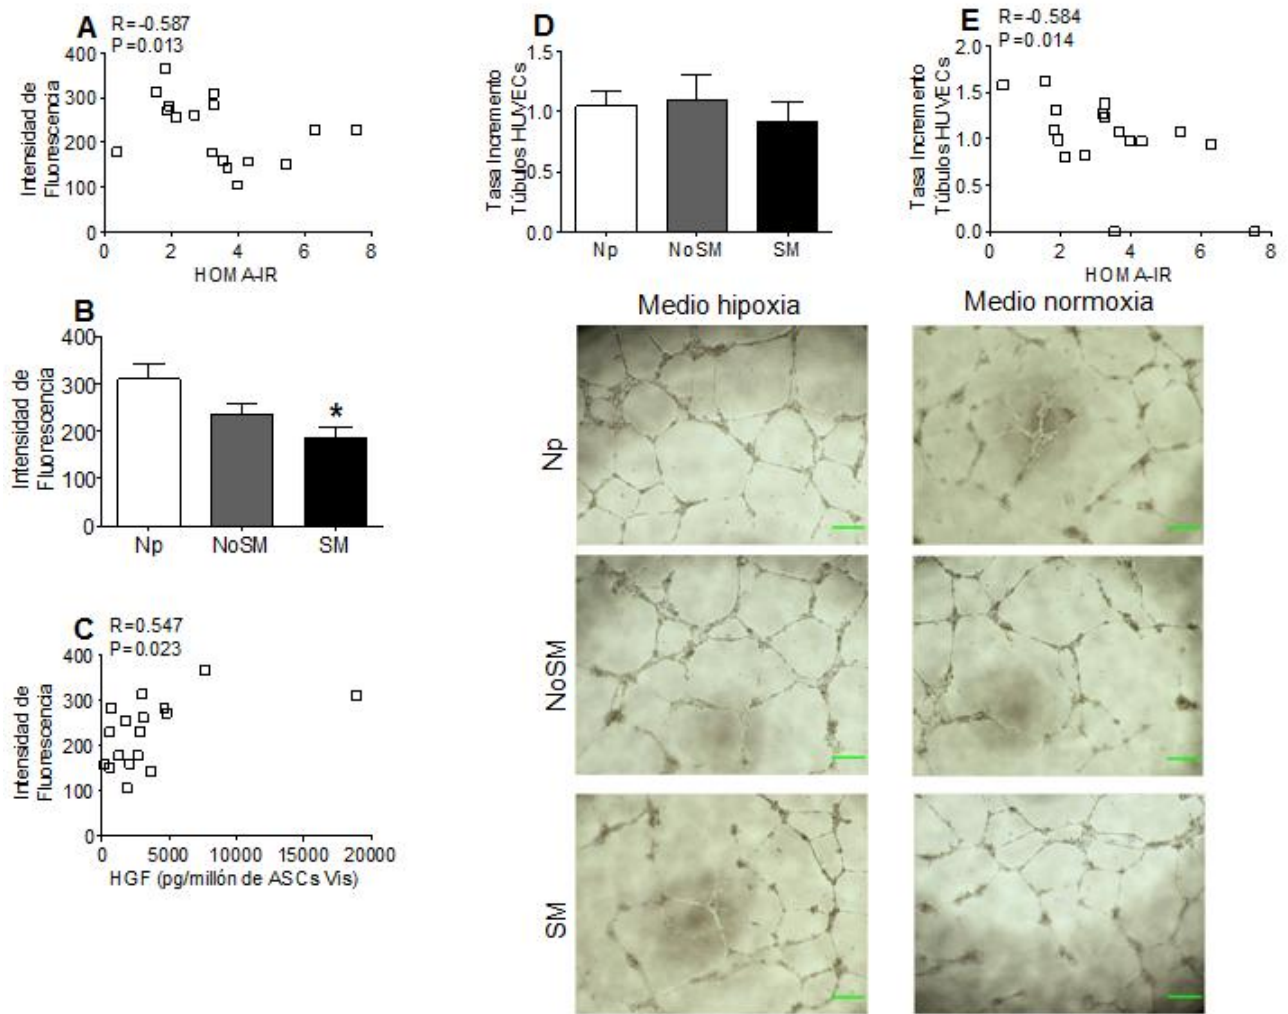 A
R=-0.587
P=0.013
Intensidad de
Fluorescencia
400
300
200
100
0
0 2 4 6 8
HOMA-IR
B
Intensidad de
Fluorescencia
400
300
200
100
0
*
Np NoSM SM
C
R=0.547
P=0.023
Intensidad de
Fluorescencia
400
300
200
100
0
0 5000 10000 15000 20000
HGF (pg/millón de ASCs Vis)
D
Tasa Incremento
Túbulos HUVECs
1.5
1.0
0.5
0.0
Np NoSM SM
E
R=-0.584
P=0.014
Tasa Incremento
Túbulos HUVECs
2.0
1.5
1.0
0.5
0.0
0 2 4 6 8
HOMA-IR
Medio hipoxia Medio normoxia
Np
NoSM
SM